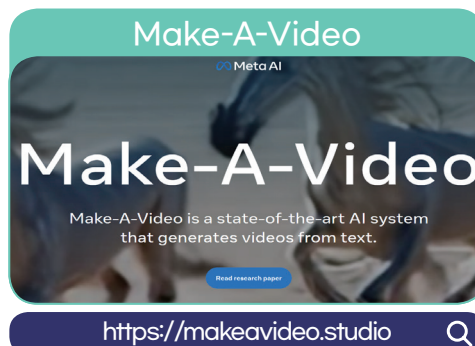 Make-A-Video
Meta AI
Make-A-Video
Make-A-Video is a state-of-the-art AI system
that generates videos from text.
Read research paper
https://makeavideo.studio